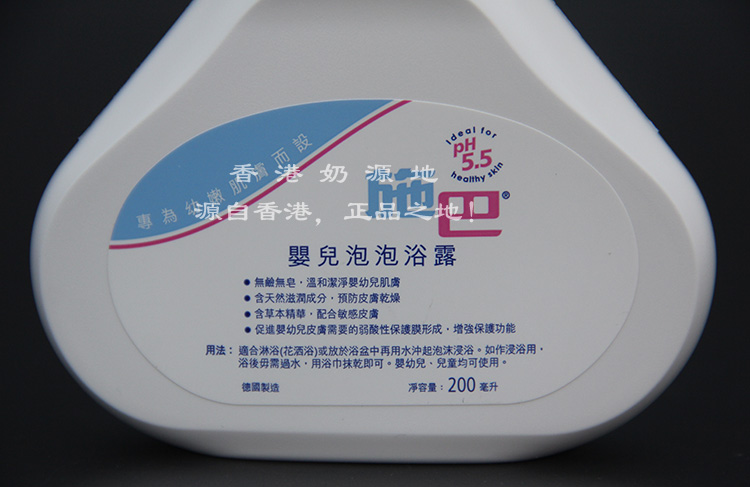 專為幼嫩肌膚而設
ideal for
pH
5.5
healthy skin
香港奶源地
源自香港，正品之地！
施巴®
嬰兒泡泡浴露
• 無鹼無皂，溫和潔淨嬰幼兒肌膚
• 含天然滋潤成分，預防皮膚乾燥
• 含草本精華，配合敏感皮膚
• 促進嬰幼兒皮膚需要的弱酸性保護膜形成，增強保護功能
用法：適合淋浴(花洒浴)或放於浴盆中再用水沖起泡沫浸浴。如作浸浴用，
浴後毋需過水，用浴巾抹乾即可。嬰幼兒、兒童均可使用。
德國製造 淨容量：200毫升